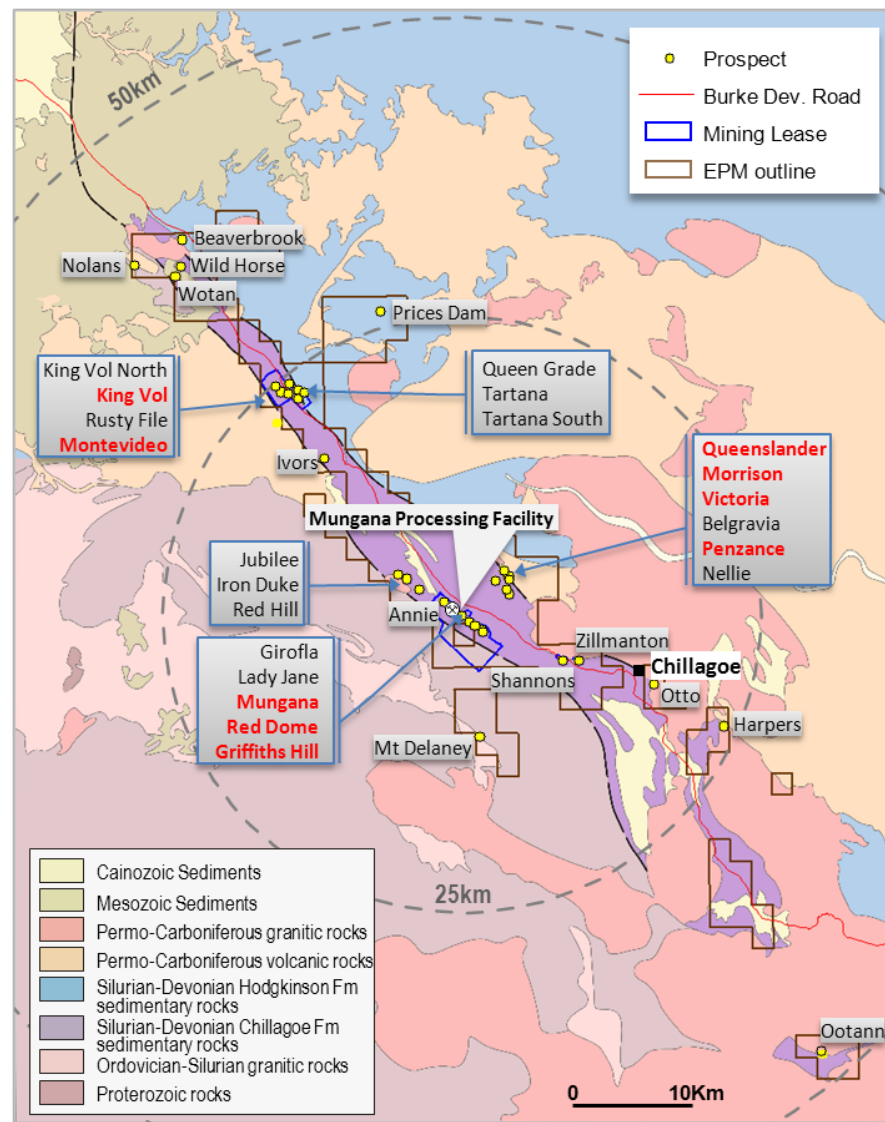 50km
Prospect
Burke Dev. Road
Mining Lease
EPM outline
Beaverbrook
Nolans
Wild Horse
Wotan
Prices Dam
King Vol North
King Vol
Rusty File
Montevideo
Queen Grade
Tartana
Tartana South
Ivors
Queenslander
Morrison
Victoria
Belgravia
Penzance
Nellie
Mungana Processing Facility
Jubilee
Iron Duke
Red Hill
Annie
Girofla
Lady Jane
Mungana
Red Dome
Griffiths Hill
Zillmanton
Shannons
Chillagoe
Otto
Harpers
Mt Delaney
25km
Cainozoic Sediments
Mesozoic Sediments
Permo-Carboniferous granitic rocks
Permo-Carboniferous volcanic rocks
Silurian-Devonian Hodgkinson Fm
sedimentary rocks
Silurian-Devonian Chillagoe Fm
sedimentary rocks
Ordovician-Silurian granitic rocks
Proterozoic rocks
Ootann
0 10Km